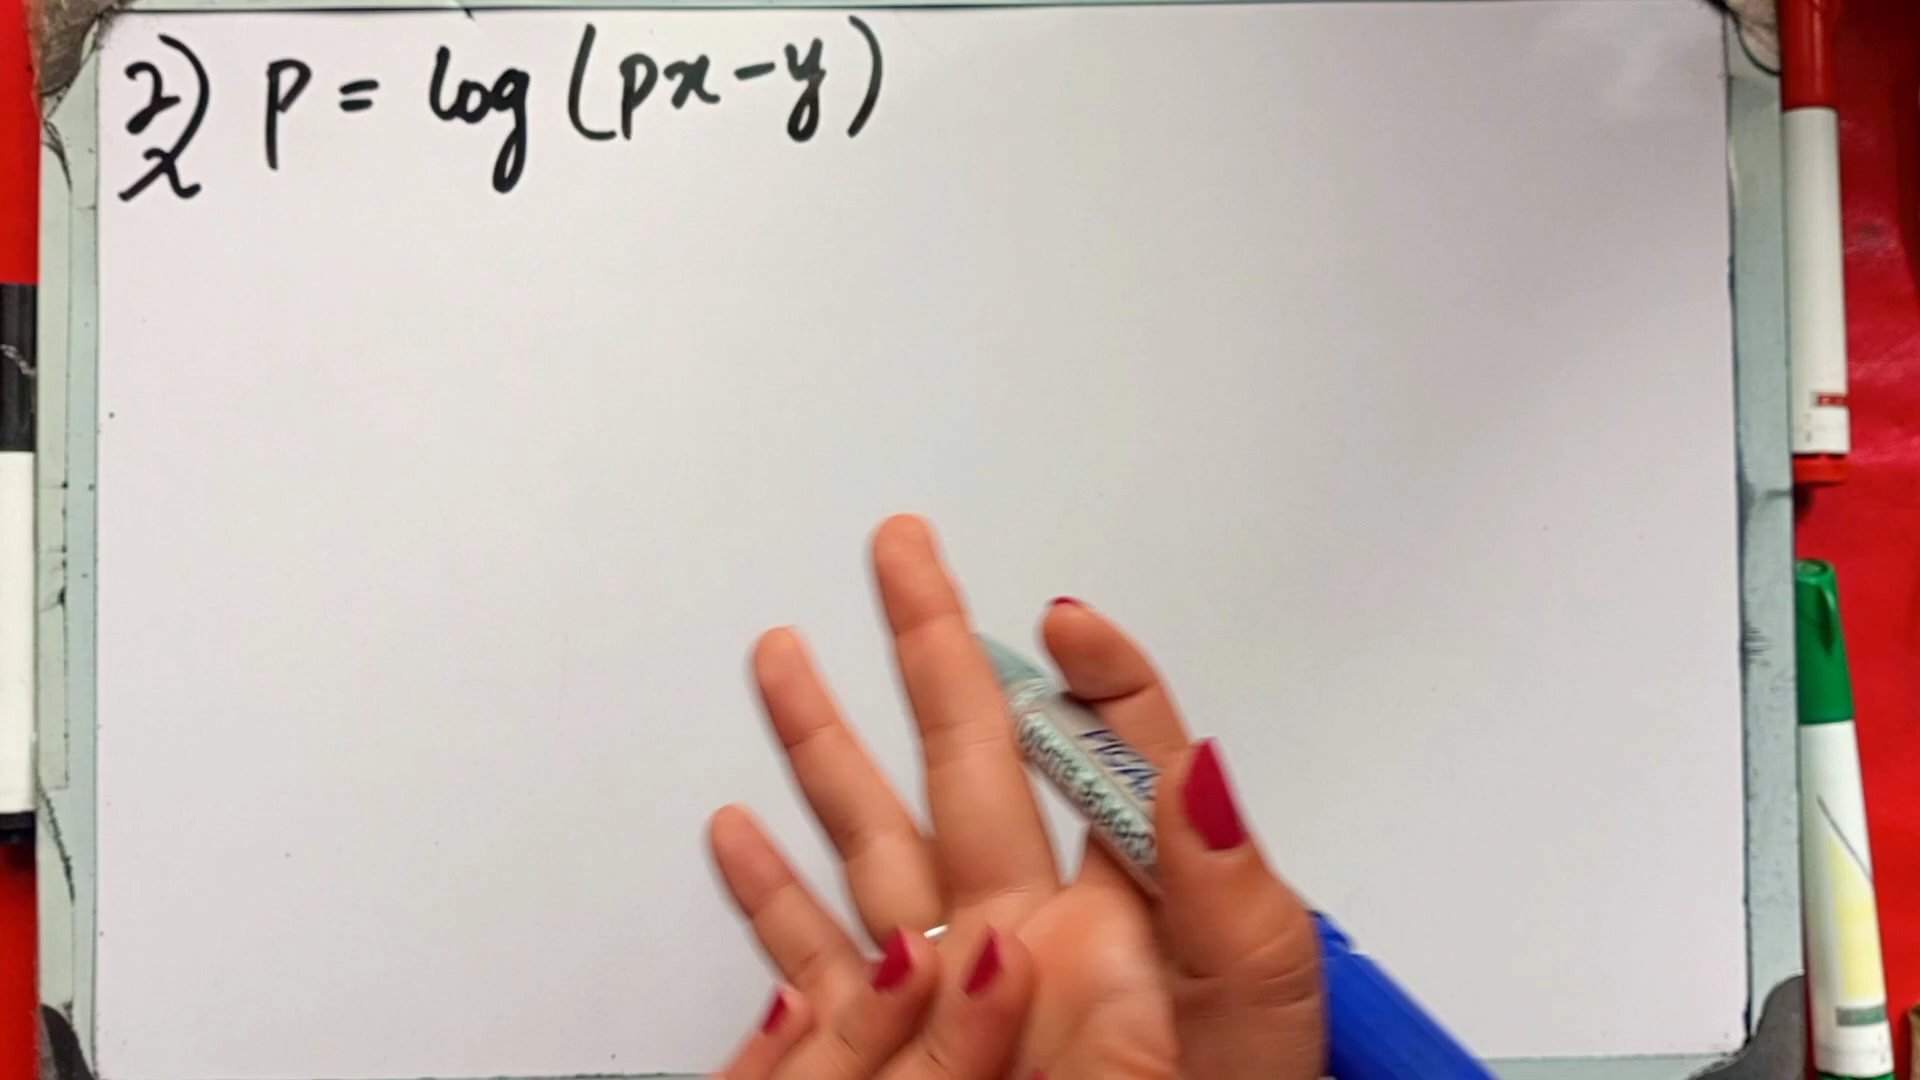 2) p = log (px-y)